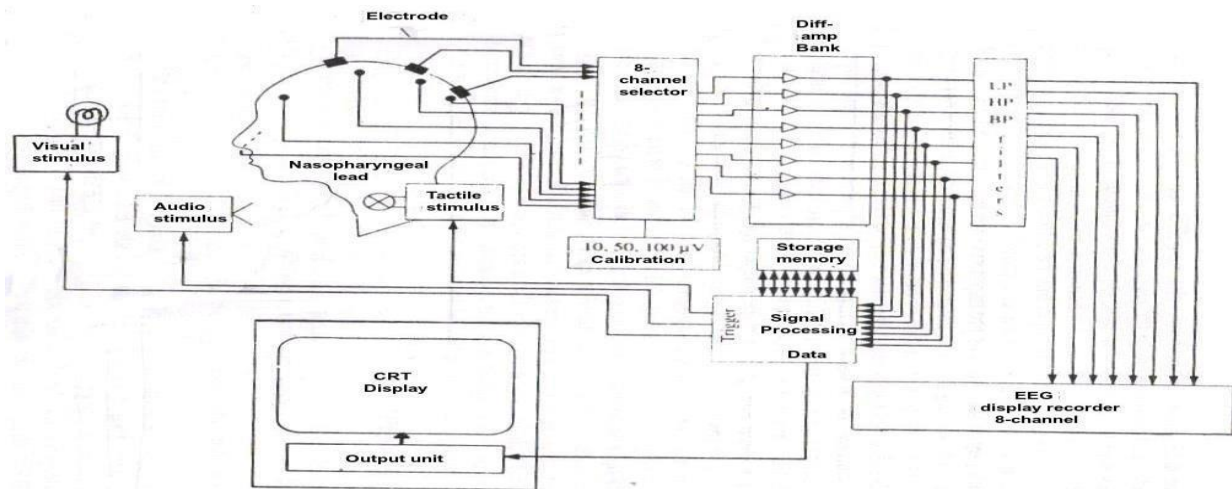 Electrode
Diff-
amp
Bank
8-
channel
selector
LP
HP
BP
filters
Visual
stimulus
Nasopharyngeal
lead
Tactile
stimulus
Audio
stimulus
10, 50, 100 µV
Calibration
Storage
memory
Trigger
Signal
Processing
Data
CRT
Display
EEG
display recorder
8-channel
Output unit